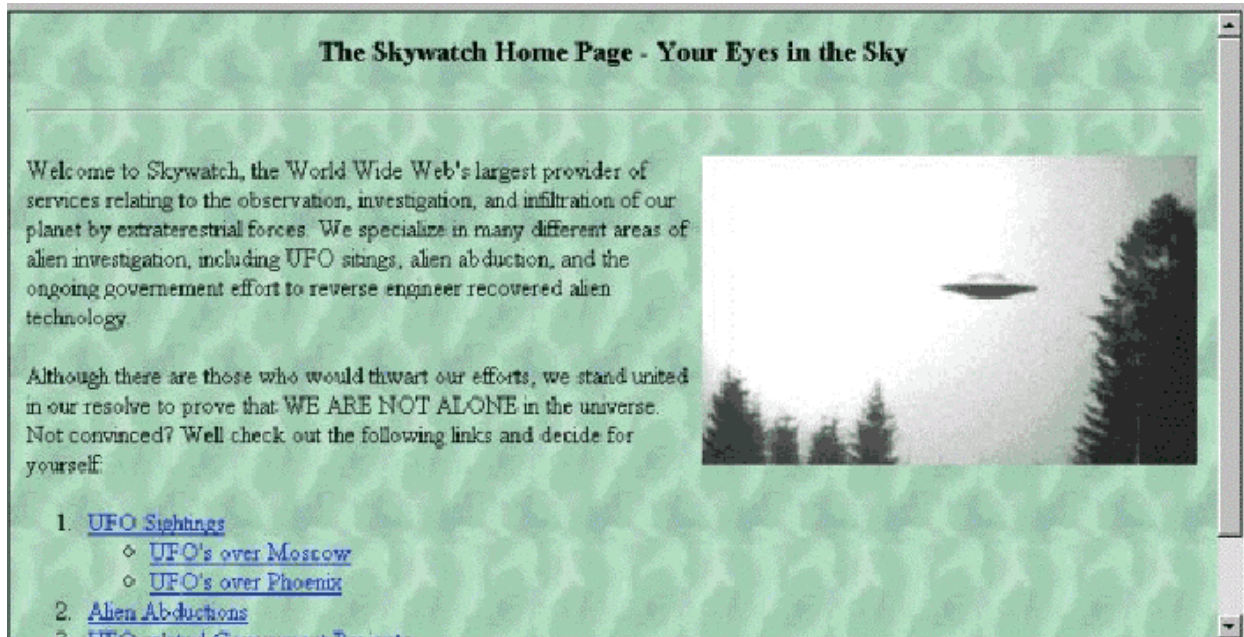 The Skywatch Home Page - Your Eyes in the Sky
Welcome to Skywatch, the World Wide Web's largest provider of
services relating to the observation, investigation, and infiltration of our
planet by extraterestrial forces. We specialize in many different areas of
alien investigation, including UFO sitings, alien abduction, and the
ongoing governement effort to reverse engineer recovered alien
technology.
Although there are those who would thwart our efforts, we stand united
in our resolve to prove that WE ARE NOT ALONE in the universe.
Not convinced? Well check out the following links and decide for
yourself:
1. UFO Sightings
UFO's over Moscow
UFO's over Phoenix
2. Alien Abductions